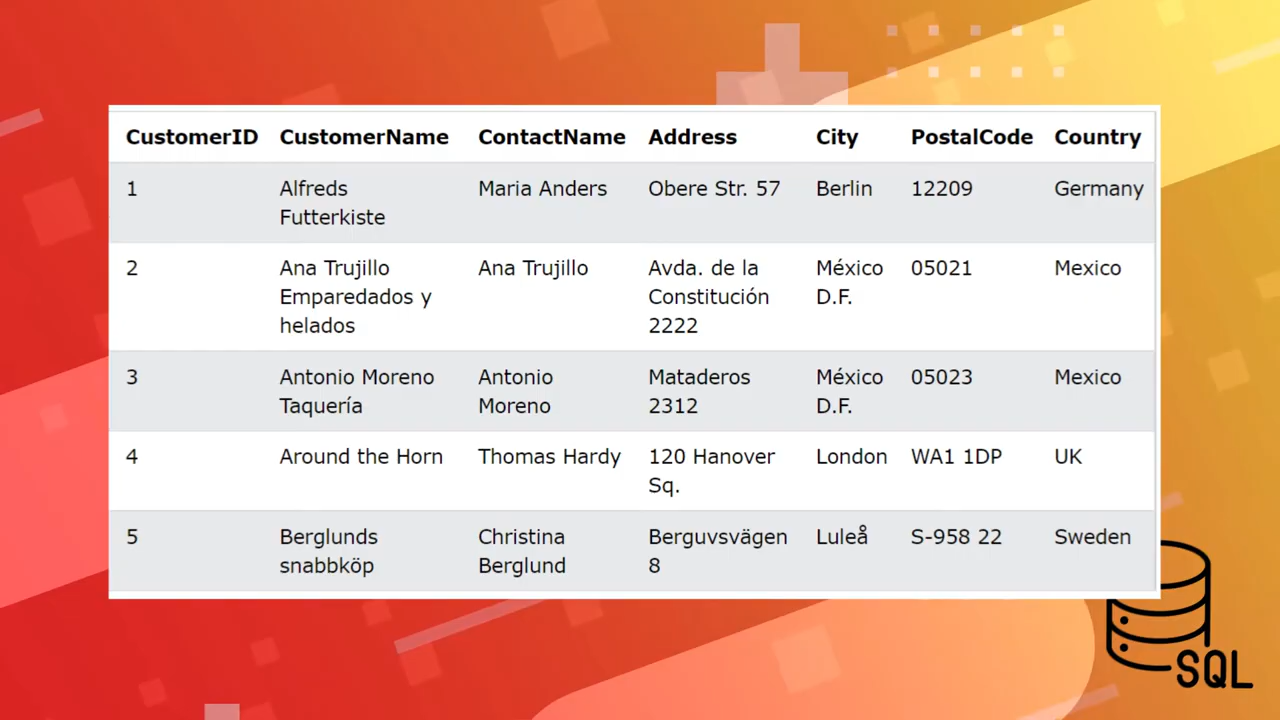 CustomerID CustomerName ContactName Address City PostalCode Country
1 Alfreds Futterkiste Maria Anders Obere Str. 57 Berlin 12209 Germany
2 Ana Trujillo Emparedados y helados Ana Trujillo Avda. de la Constitución 2222 México D.F. 05021 Mexico
3 Antonio Moreno Taquería Antonio Moreno Mataderos 2312 México D.F. 05023 Mexico
4 Around the Horn Thomas Hardy 120 Hanover Sq. London WA1 1DP UK
5 Berglunds snabbköp Christina Berglund Berguvsvägen 8 Luleå S-958 22 Sweden
SQL